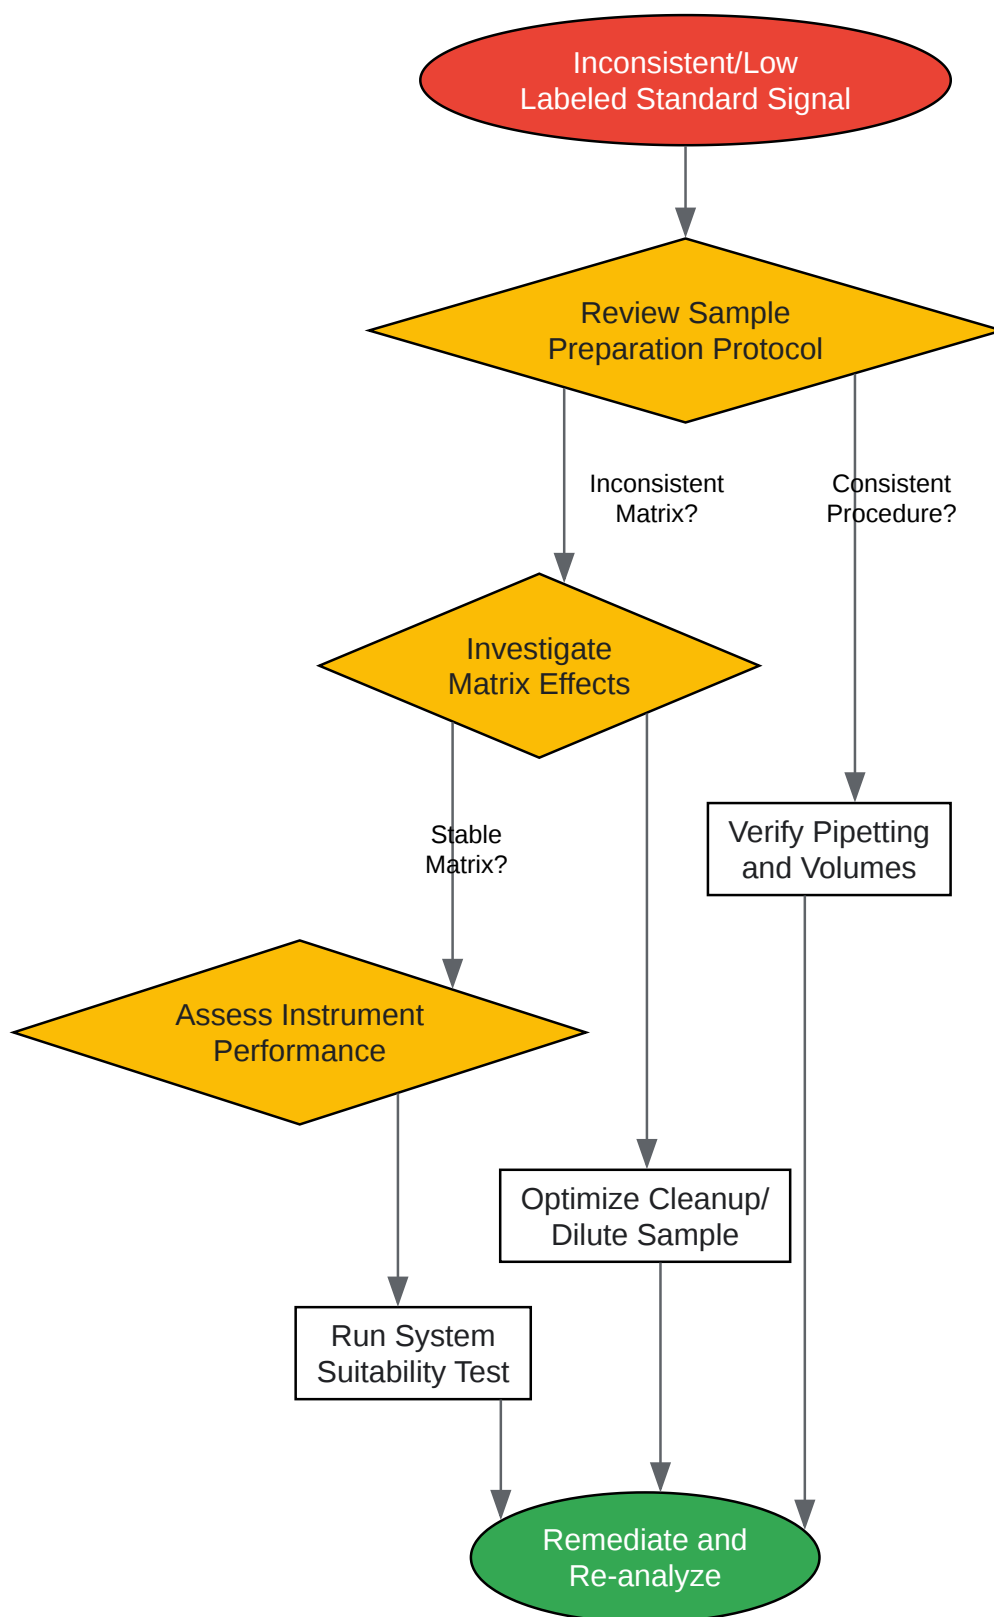 Inconsistent/Low
Labeled Standard Signal
Review Sample
Preparation Protocol
Inconsistent
Matrix?
Consistent
Procedure?
Investigate
Matrix Effects
Stable
Matrix?
Verify Pipetting
and Volumes
Assess Instrument
Performance
Optimize Cleanup/
Dilute Sample
Run System
Suitability Test
Remediate and
Re-analyze